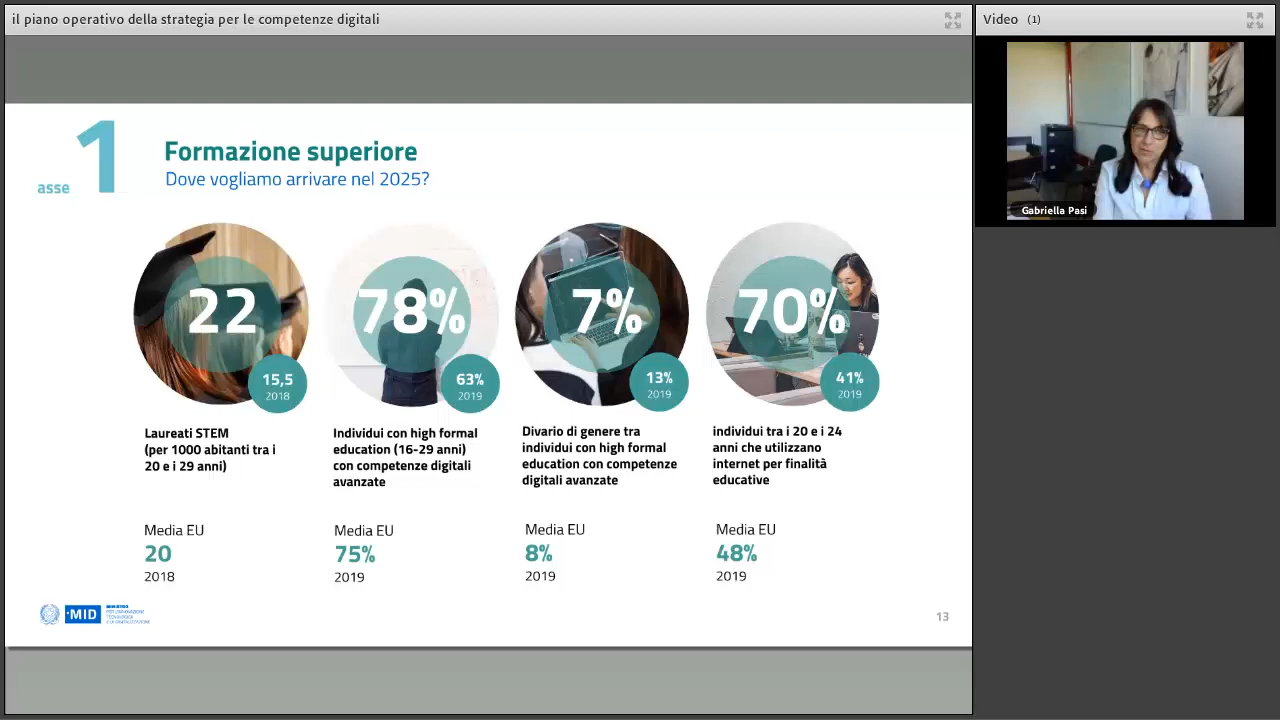 il piano operativo della strategia per le competenze digitali
Video (1)
Gabriella Pasi
asse 1
Formazione superiore
Dove vogliamo arrivare nel 2025?
22
15,5
2018
Laureati STEM
(per 1000 abitanti tra i
20 e i 29 anni)
Media EU
20
2018
78%
63%
2019
Individui con high formal
education (16-29 anni)
con competenze digitali
avanzate
Media EU
75%
2019
7%
13%
2019
Divario di genere tra
individui con high formal
education con competenze
digitali avanzate
Media EU
8%
2019
70%
41%
2019
individui tra i 20 e i 24
anni che utilizzano
internet per finalità
educative
Media EU
48%
2019
MID
13